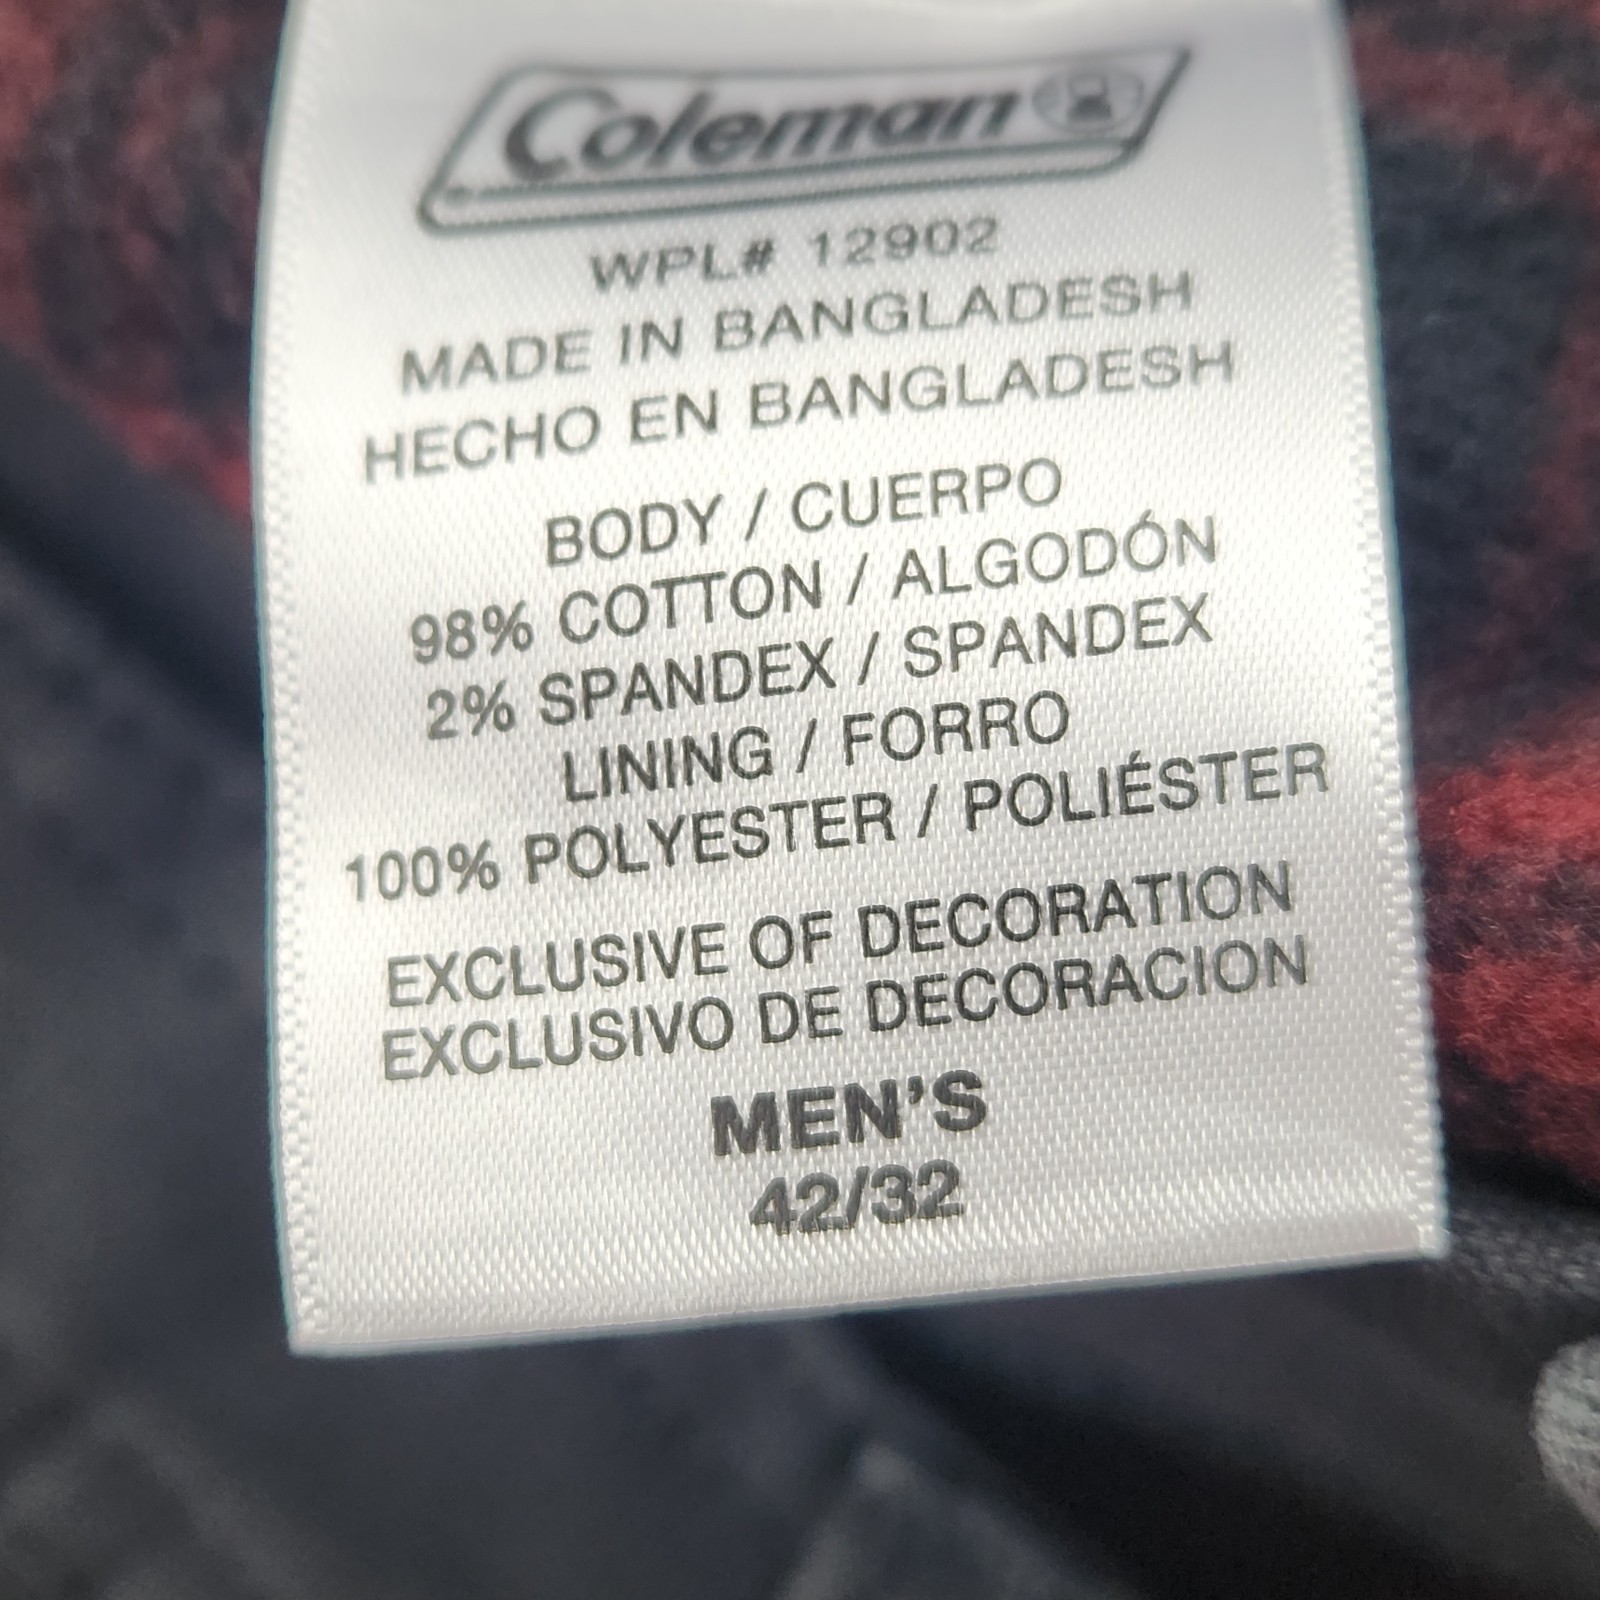 Coleman
WPL# 12902
MADE IN BANGLADESH
HECHO EN BANGLADESH
BODY / CUERPO
98% COTTON / ALGODÓN
2% SPANDEX / SPANDEX
LINING / FORRO
100% POLYESTER / POLIÉSTER
EXCLUSIVE OF DECORATION
EXCLUSIVO DE DECORACION
MEN'S
42/32